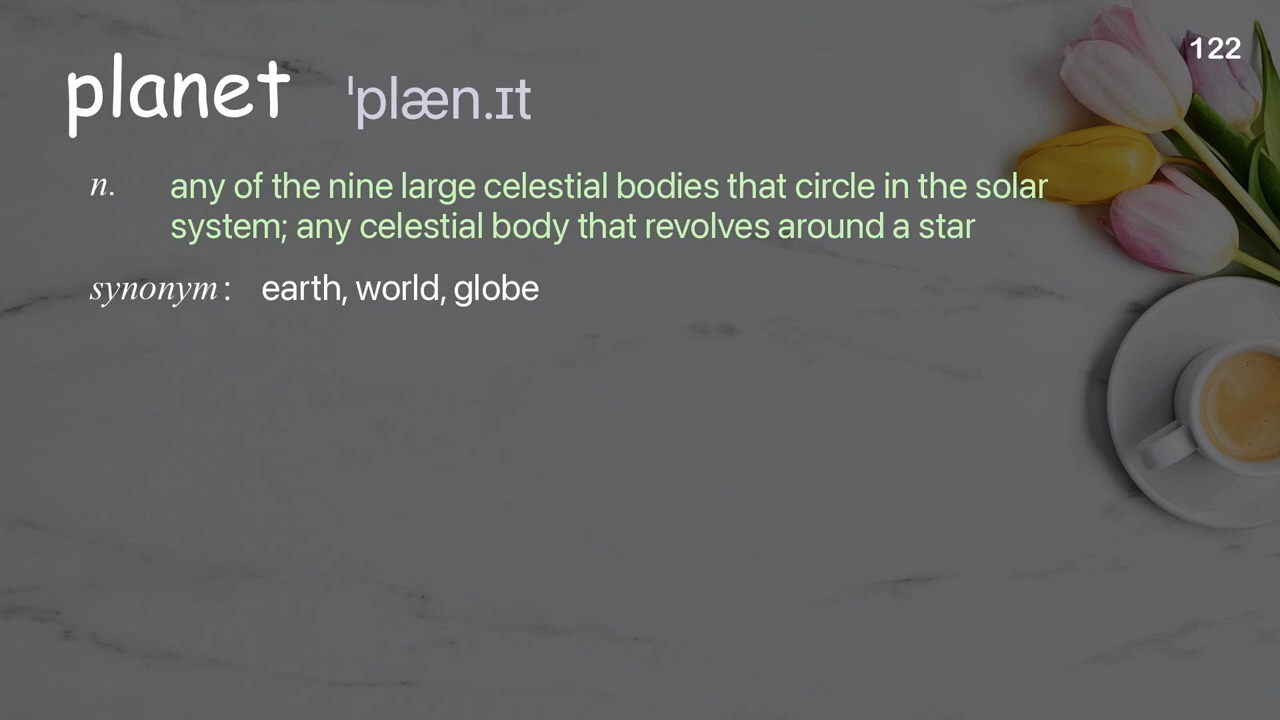 122
planet ˈplæn.ɪt
n. any of the nine large celestial bodies that circle in the solar
system; any celestial body that revolves around a star
synonym: earth, world, globe